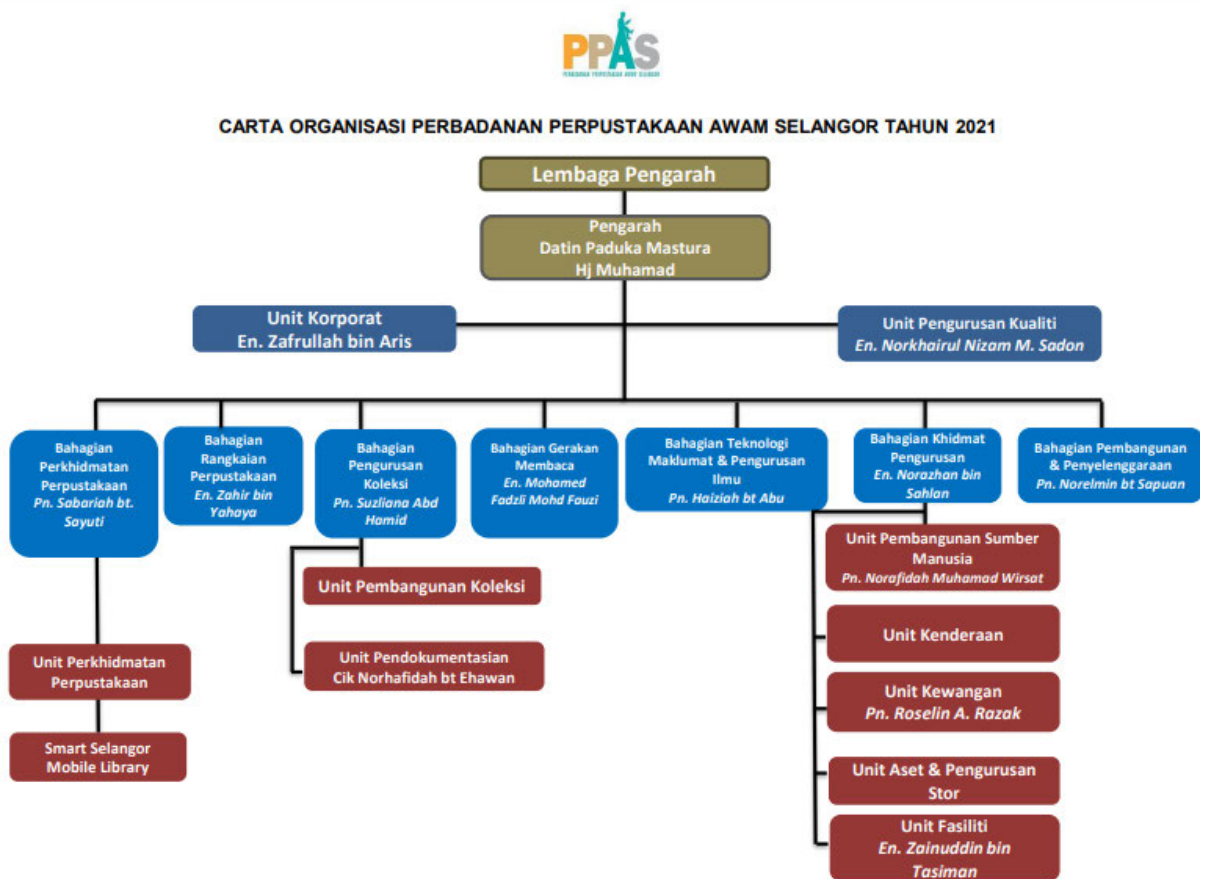 PPAS
PERBADANAN PERPUSTAKAAN AWAM SELANGOR
CARTA ORGANISASI PERBADANAN PERPUSTAKAAN AWAM SELANGOR TAHUN 2021
Lembaga Pengarah
Pengarah
Datin Paduka Mastura
Hj Muhamad
Unit Korporat
En. Zafrullah bin Aris
Unit Pengurusan Kualiti
En. Norkhairul Nizam M. Sadon
Bahagian
Perkhidmatan
Perpustakaan
Pn. Sabariah bt.
Sayuti
Bahagian
Rangkaian
Perpustakaan
En. Zahir bin
Yahaya
Bahagian
Pengurusan
Koleksi
Pn. Suzliana Abd
Hamid
Bahagian Gerakan
Membaca
En. Mohamed
Fadzli Mohd Fauzi
Bahagian Teknologi
Maklumat & Pengurusan
Ilmu
Pn. Haiziah bt Abu
Bahagian Khidmat
Pengurusan
En. Norazhan bin
Sahlan
Bahagian Pembangunan
& Penyelenggaraan
Pn. Norelmin bt Sapuan
Unit Perkhidmatan
Perpustakaan
Smart Selangor
Mobile Library
Unit Pembangunan Koleksi
Unit Pendokumentasian
Cik Norhafidah bt Ehawan
Unit Pembangunan Sumber
Manusia
Pn. Norafidah Muhamad Wirsat
Unit Kenderaan
Unit Kewangan
Pn. Roselin A. Razak
Unit Aset & Pengurusan
Stor
Unit Fasiliti
En. Zainuddin bin
Tasiman